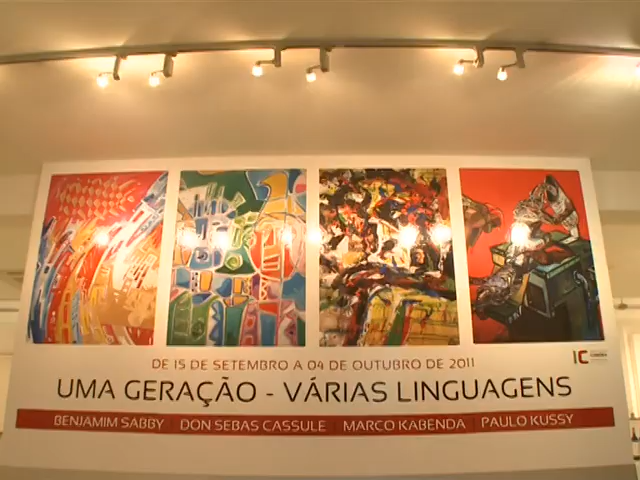 DE 15 DE SETEMBRO A 04 DE OUTUBRO DE 2011
IC
UMA GERAÇÃO - VÁRIAS LINGUAGENS
BENJAMIM SABBY DON SEBAS CASSULE MARCO KABENDA PAULO KUSSY